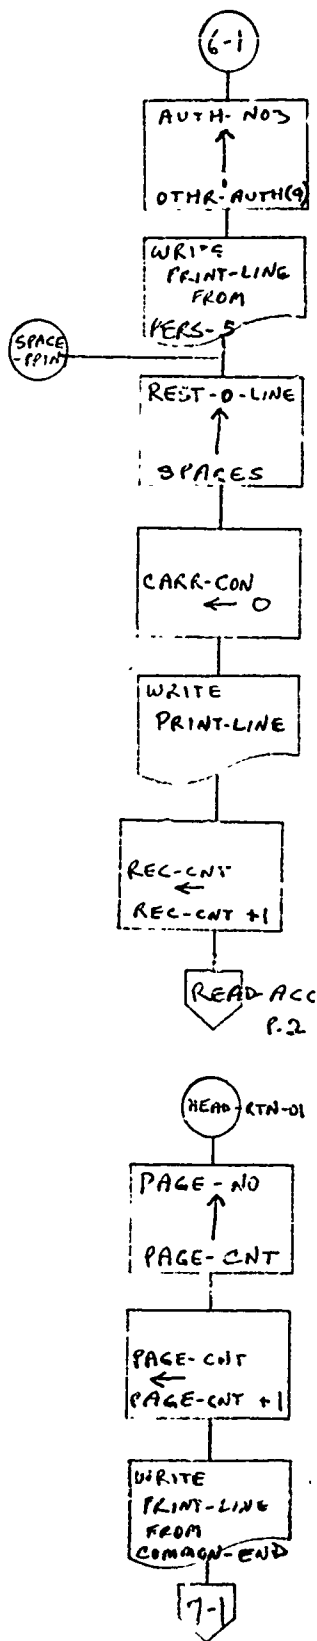 6-1
AUTH-NO3
OTHR-AUTH(9)
WRITE
PRINT-LINE
FROM
PERS-5
SPACE
-PRIN
REST-O-LINE
SPACES
CARR-CON
← 0
WRITE
PRINT-LINE
REC-CNT
←
REC-CNT +1
READ-ACC
P.2
HEAD-RTN-01
PAGE-NO
PAGE-CNT
PAGE-CNT
←
PAGE-CNT +1
WRITE
PRINT-LINE
FROM
COMAGN-END
7-1